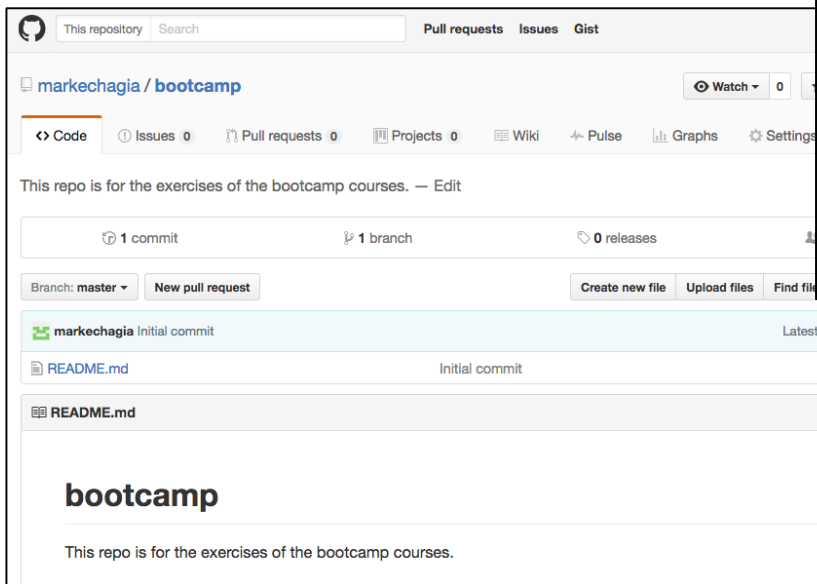 This repository Search Pull requests Issues Gist
markechagia / bootcamp Watch 0
Code Issues 0 Pull requests 0 Projects 0 Wiki Pulse Graphs Settings
This repo is for the exercises of the bootcamp courses. — Edit
1 commit 1 branch 0 releases
Branch: master New pull request Create new file Upload files Find file
markechagia Initial commit Latest
README.md Initial commit
README.md
bootcamp
This repo is for the exercises of the bootcamp courses.